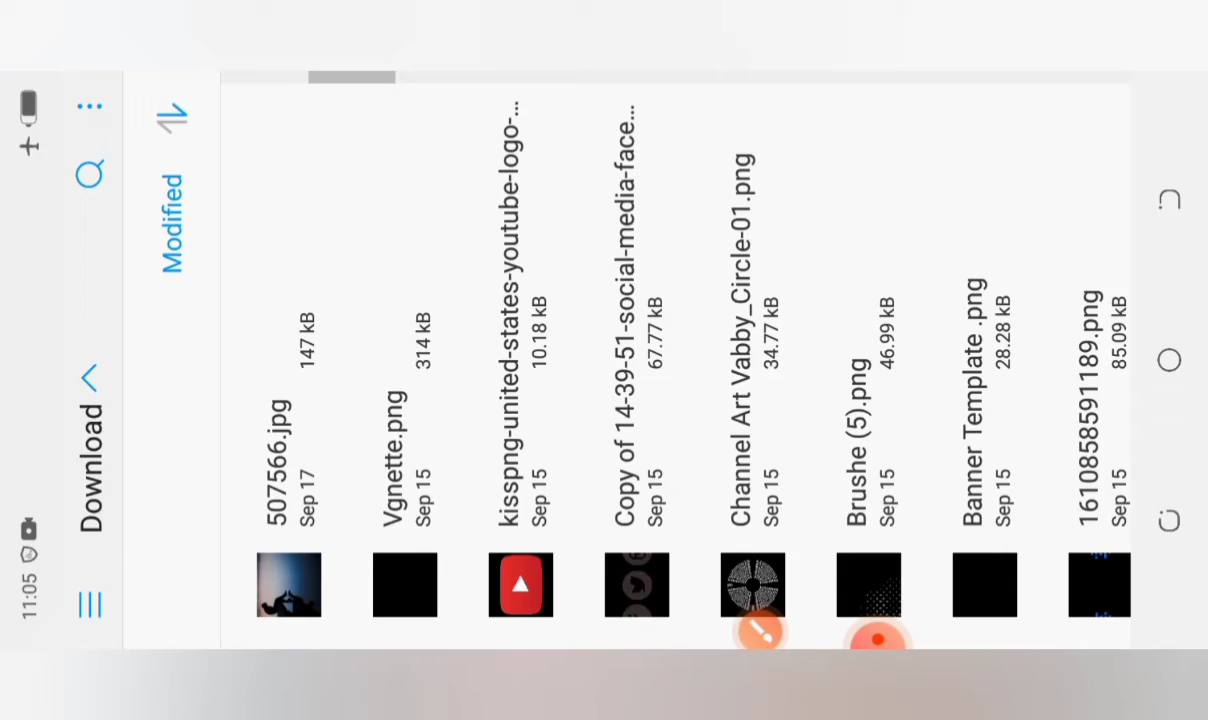 11:05
Download
Modified
507566.jpg
Sep 17 147 kB
Vgnette.png
Sep 15 314 kB
kisspng-united-states-youtube-logo-...
Sep 15 10.18 kB
Copy of 14-39-51-social-media-face...
Sep 15 67.77 kB
Channel Art Vabby_Circle-01.png
Sep 15 34.77 kB
Brushe (5).png
Sep 15 46.99 kB
Banner Template .png
Sep 15 28.28 kB
1610858591189.png
Sep 15 85.09 kB